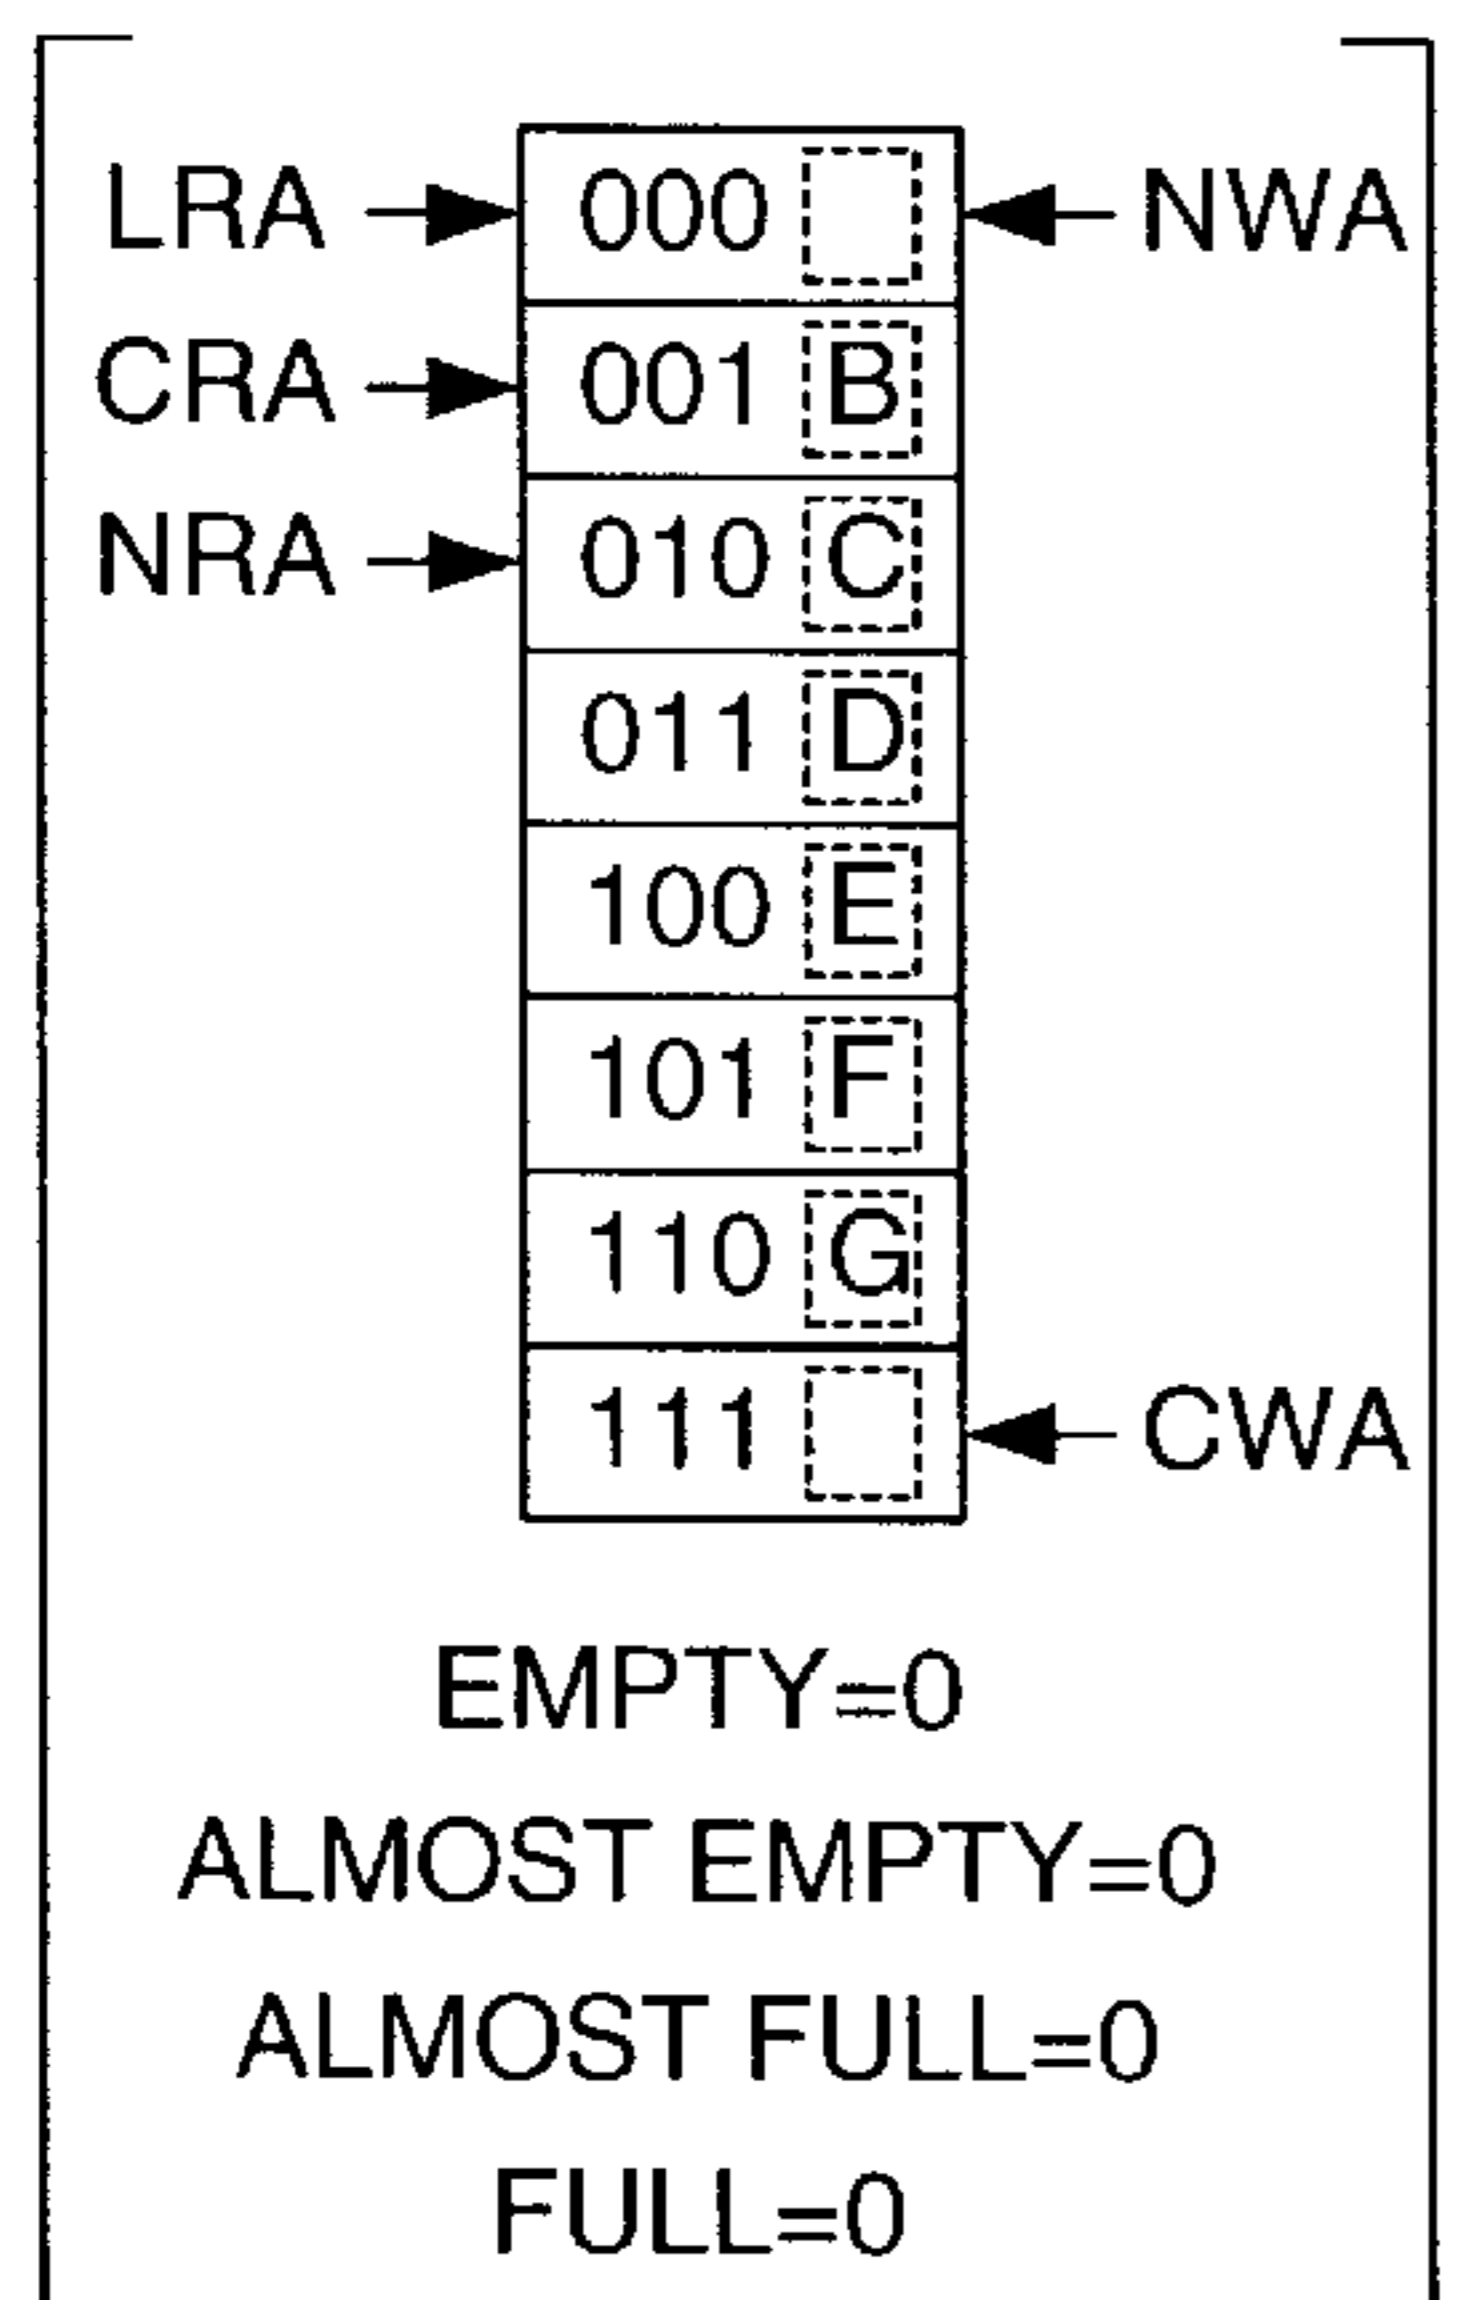 LRA 000 NWA
CRA 001 B
NRA 010 C
011 D
100 E
101 F
110 G
111 CWA
EMPTY=0
ALMOST EMPTY=0
ALMOST FULL=0
FULL=0